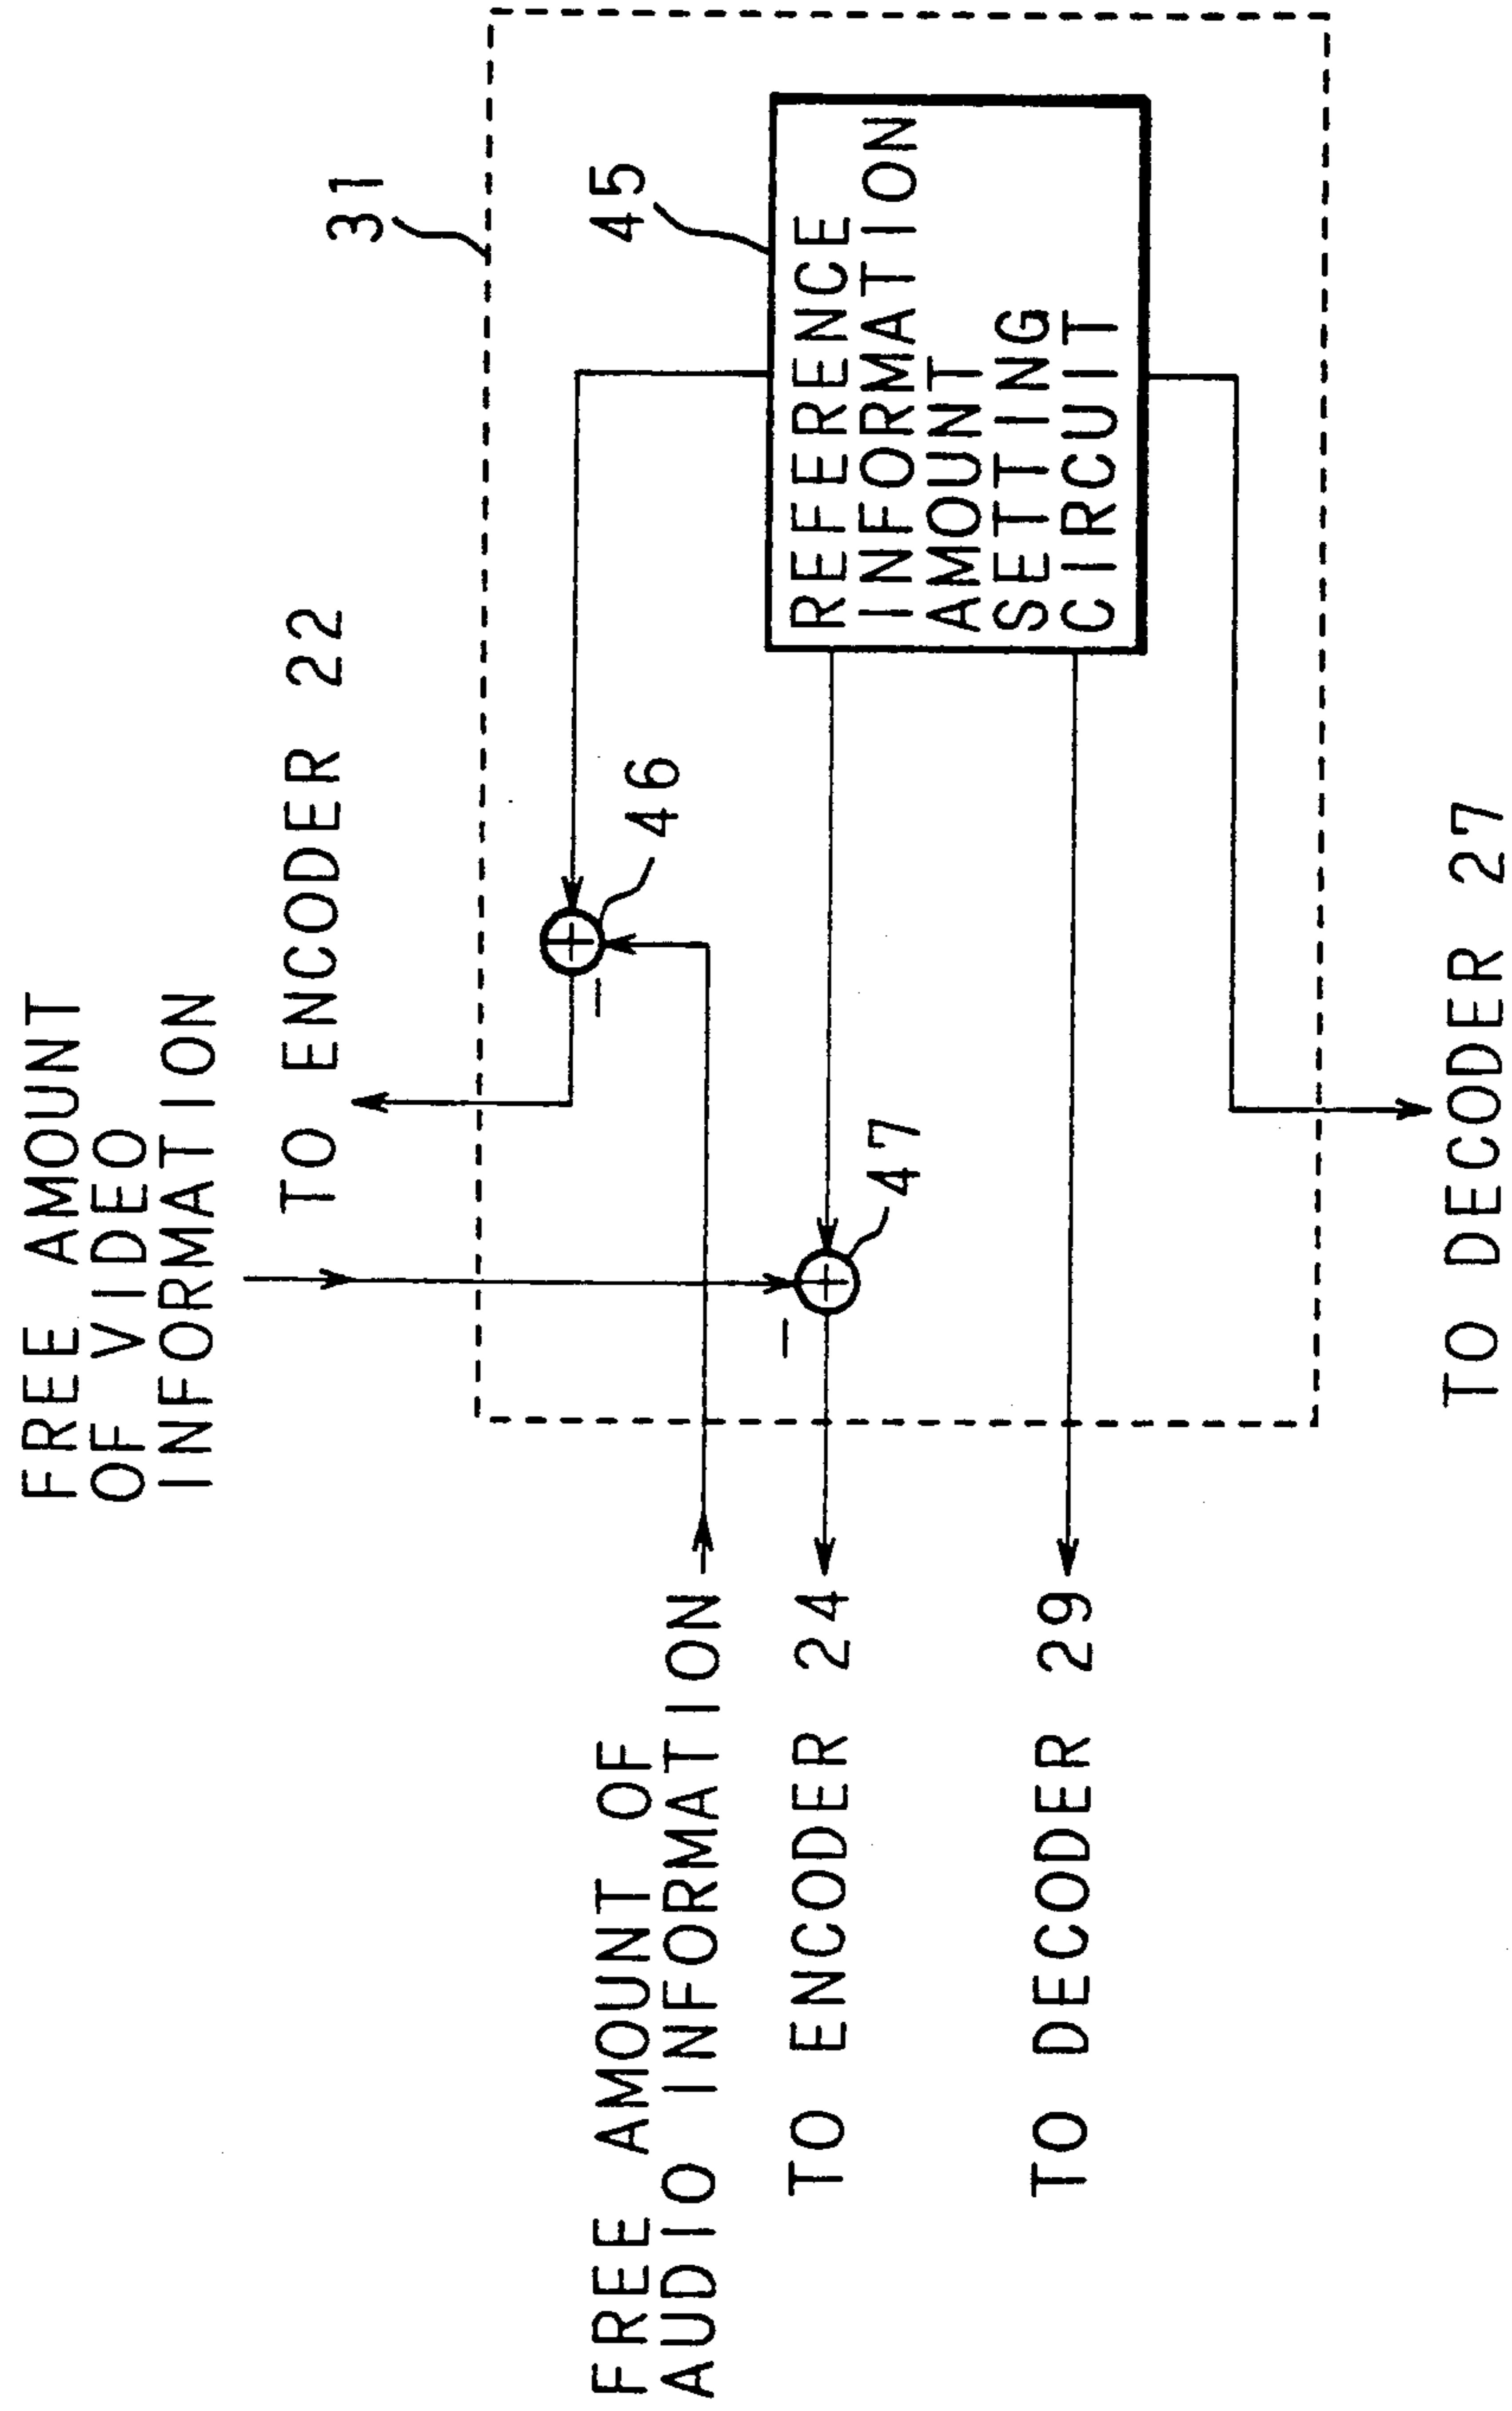 FREE AMOUNT
OF VIDEO
INFORMATION
TO ENCODER 22
31
FREE AMOUNT OF
AUDIO INFORMATION
46
45
TO ENCODER 24
47
REFERENCE
INFORMATION
AMOUNT
SETTING
CIRCUIT
TO DECODER 29
TO DECODER 27